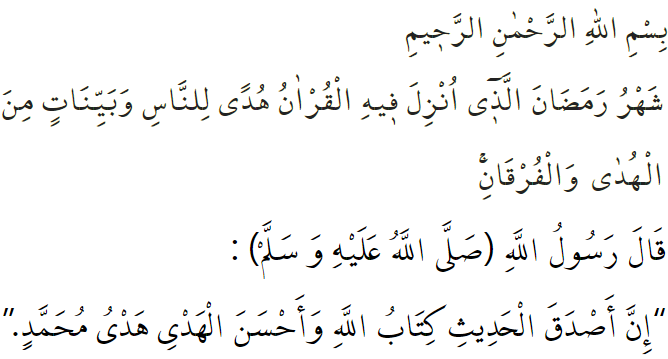 بِسْمِ اللهِ الرَّحْمٰنِ الرَّحٖيمِ
شَهْرُ رَمَضَانَ الَّذٖٓى اُنْزِلَ فٖيهِ الْقُرْاٰنُ هُدًى لِلنَّاسِ وَبَيِّنَاتٍ مِنَ
الْهُدٰى وَالْفُرْقَانِۚ
قَالَ رَسُولُ اللَّهِ (صَلَّى اللَّهُ عَلَيْهِ وَ سَلَّمْ) :
“إِنَّ أَصْدَقَ الْحَدِيثِ كِتَابُ اللَّهِ وَأَحْسَنَ الْهَدْيِ هَدْيُ مُحَمَّدٍ.”